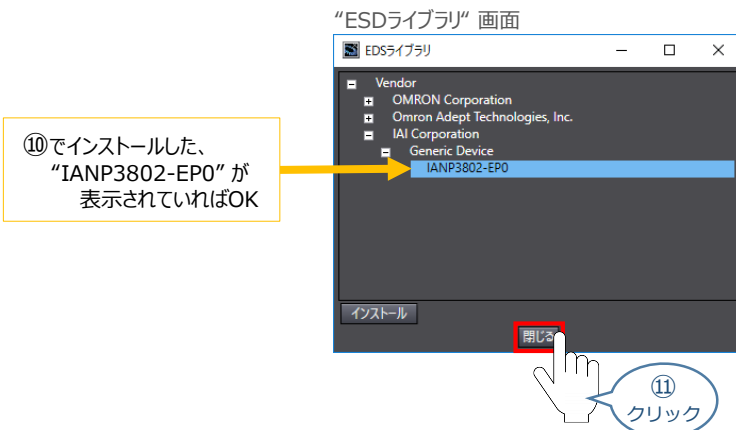 “ESDライブラリ“ 画面
EDSライブラリ
Vendor
OMRON Corporation
Omron Adept Technologies, Inc.
IAI Corporation
Generic Device
IANP3802-EP0
⑩でインストールした、
“IANP3802-EP0” が
表示されていればOK
インストール
閉じる
⑪
クリック